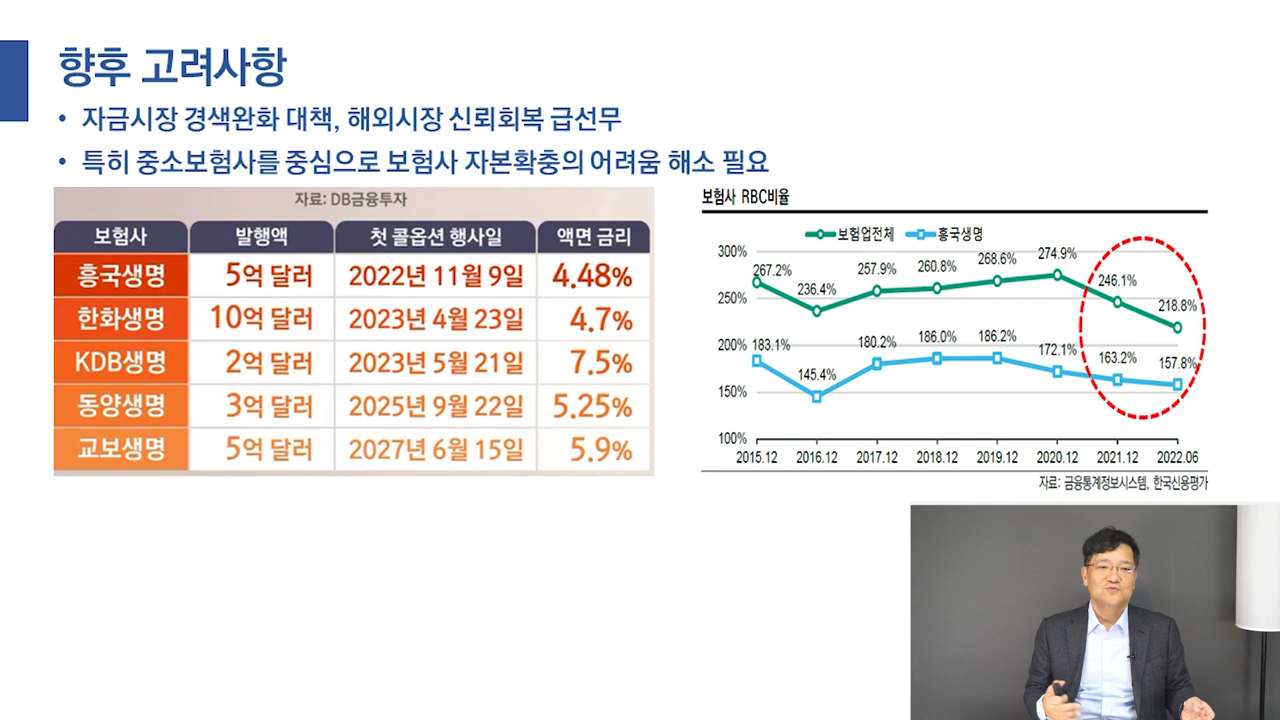 향후 고려사항
• 자금시장 경색완화 대책, 해외시장 신뢰회복 급선무
• 특히 중소보험사를 중심으로 보험사 자본확충의 어려움 해소 필요
자료: DB금융투자
보험사 발행액 첫 콜옵션 행사일 액면 금리
흥국생명 5억 달러 2022년 11월 9일 4.48%
한화생명 10억 달러 2023년 4월 23일 4.7%
KDB생명 2억 달러 2023년 5월 21일 7.5%
동양생명 3억 달러 2025년 9월 22일 5.25%
교보생명 5억 달러 2027년 6월 15일 5.9%
보험사 RBC비율
보험업전체 흥국생명
300%
250%
200%
150%
100%
267.2% 236.4% 257.9% 260.8% 268.6% 274.9% 246.1% 218.8%
183.1% 145.4% 180.2% 186.0% 186.2% 172.1% 163.2% 157.8%
2015.12 2016.12 2017.12 2018.12 2019.12 2020.12 2021.12 2022.06
자료: 금융통계정보시스템, 한국신용평가